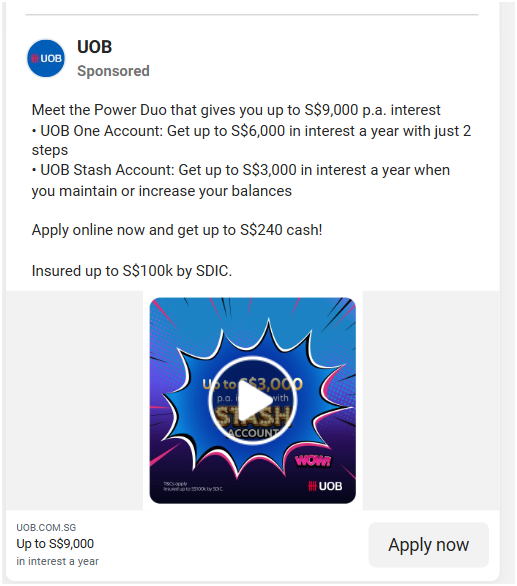 UOB
UOB
Sponsored
Meet the Power Duo that gives you up to S$9,000 p.a. interest
• UOB One Account: Get up to S$6,000 in interest a year with just 2
steps
• UOB Stash Account: Get up to S$3,000 in interest a year when
you maintain or increase your balances
Apply online now and get up to S$240 cash!
Insured up to S$100k by SDIC.
Up to S$3,000
p.a. with
STASH
ACCOUNT
WOW!
T&Cs apply
Insured up to S$100k by SDIC
UOB
UOB.COM.SG
Up to S$9,000
in interest a year
Apply now